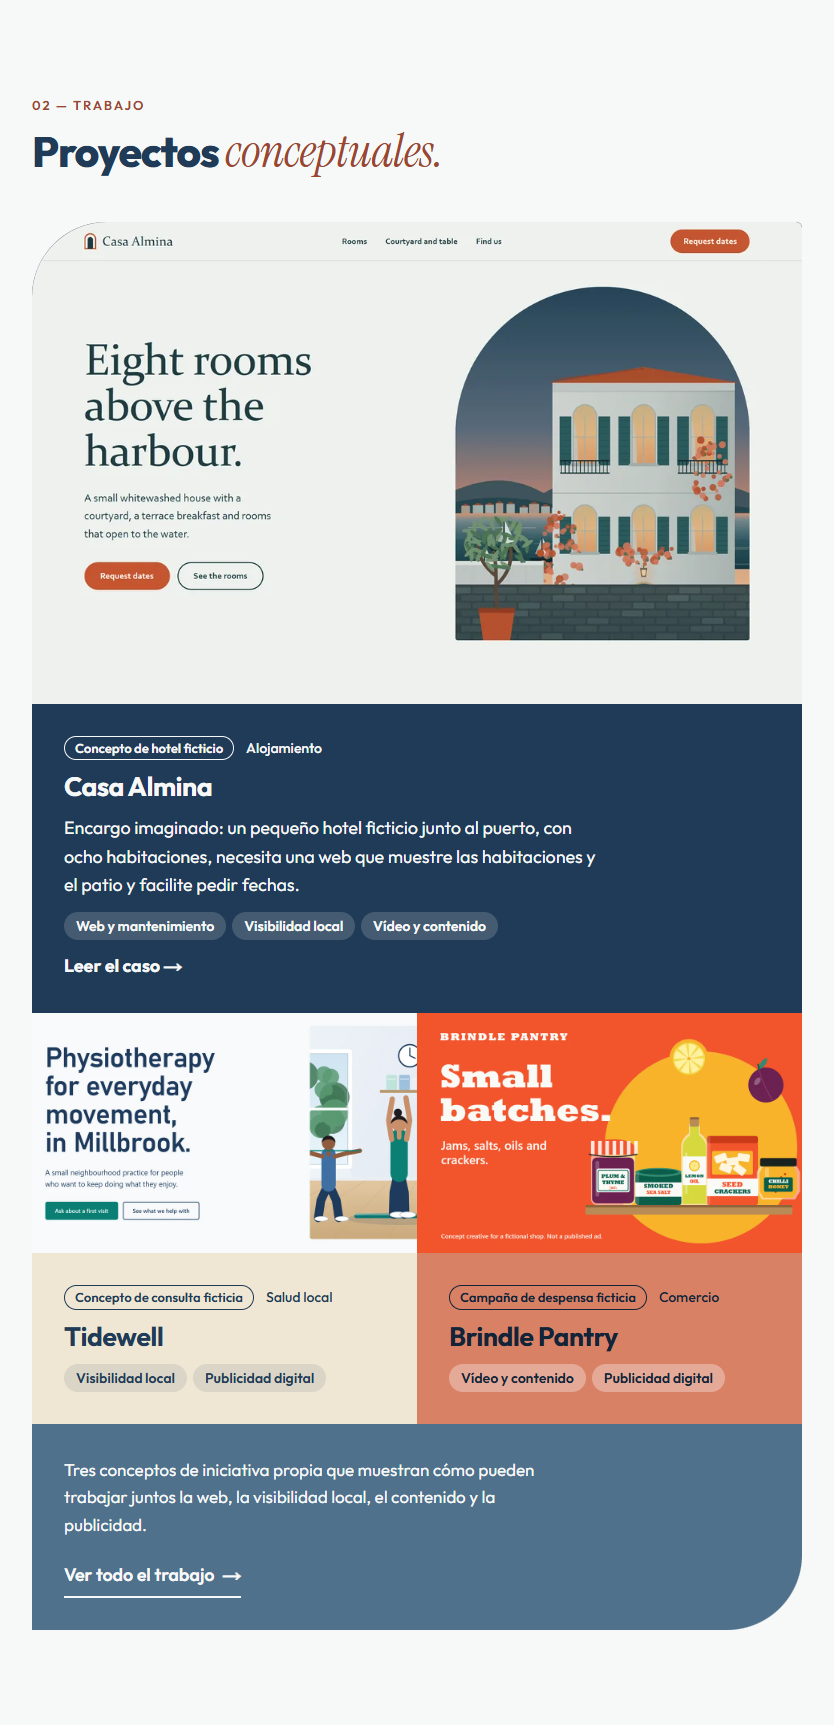 02 — TRABAJO
Proyectos conceptuales.
Casa Almina
Rooms
Courtyard and table
Find us
Request dates
Eight rooms
above the
harbour.
A small whitewashed house with a
courtyard, a terrace breakfast and rooms
that open to the water.
Request dates
See the rooms
Concepto de hotel ficticio
Alojamiento
Casa Almina
Encargo imaginado: un pequeño hotel ficticio junto al puerto, con
ocho habitaciones, necesita una web que muestre las habitaciones y
el patio y facilite pedir fechas.
Web y mantenimiento
Visibilidad local
Vídeo y contenido
Leer el caso →
Physiotherapy
for everyday
movement,
in Millbrook.
A small neighbourhood practice for people
who want to keep doing what they enjoy.
Ask about a first visit
See what we help with
BRINDLE PANTRY
Small
batches.
Jams, salts, oils and
crackers.
PLUM &
THYME
SMOKED
SEA SALT
LEMON
OIL
SEED
CRACKERS
CHILLI
HONEY
Concept creative for a fictional shop. Not a published ad.
Concepto de consulta ficticia
Salud local
Tidewell
Visibilidad local
Publicidad digital
Campaña de despensa ficticia
Comercio
Brindle Pantry
Vídeo y contenido
Publicidad digital
Tres conceptos de iniciativa propia que muestran cómo pueden
trabajar juntos la web, la visibilidad local, el contenido y la
publicidad.
Ver todo el trabajo →